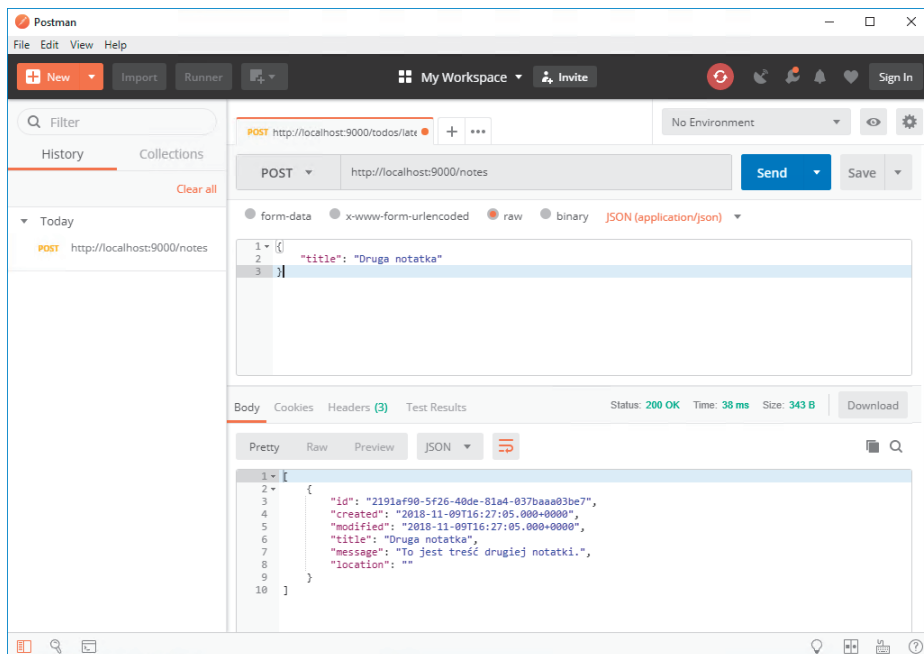 Postman
File Edit View Help
New Import Runner My Workspace Invite Sign In
Filter
History Collections
Clear all
Today
POST http://localhost:9000/notes
POST http://localhost:9000/todos/late
No Environment
POST http://localhost:9000/notes Send Save
form-data x-www-form-urlencoded raw binary JSON (application/json)
1 {
2 "title": "Druga notatka"
3 }
Body Cookies Headers (3) Test Results Status: 200 OK Time: 38 ms Size: 343 B Download
Pretty Raw Preview JSON
1 [
2 {
3 "id": "2191af90-5f26-40de-81a4-037baaa03be7",
4 "created": "2018-11-09T16:27:05.000+0000",
5 "modified": "2018-11-09T16:27:05.000+0000",
6 "title": "Druga notatka",
7 "message": "To jest treść drugiej notatki.",
8 "location": ""
9 }
10 ]